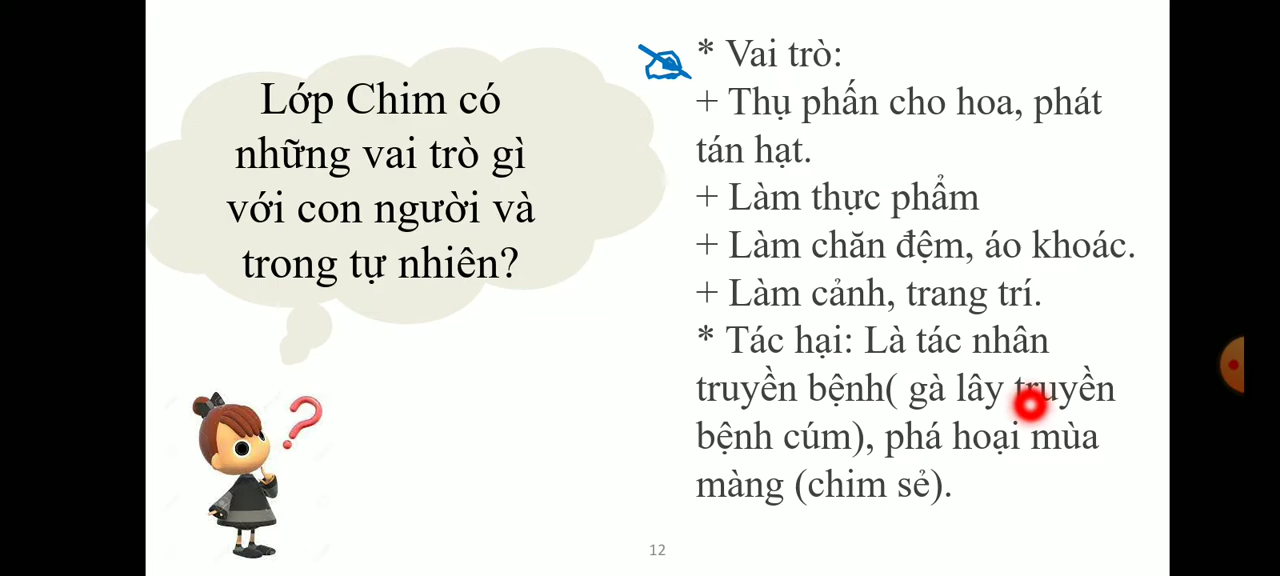 Lớp Chim có
những vai trò gì
với con người và
trong tự nhiên?
* Vai trò:
+ Thụ phấn cho hoa, phát
tán hạt.
+ Làm thực phẩm
+ Làm chăn đệm, áo khoác.
+ Làm cảnh, trang trí.
* Tác hại: Là tác nhân
truyền bệnh( gà lây truyền
bệnh cúm), phá hoại mùa
màng (chim sẻ).
12